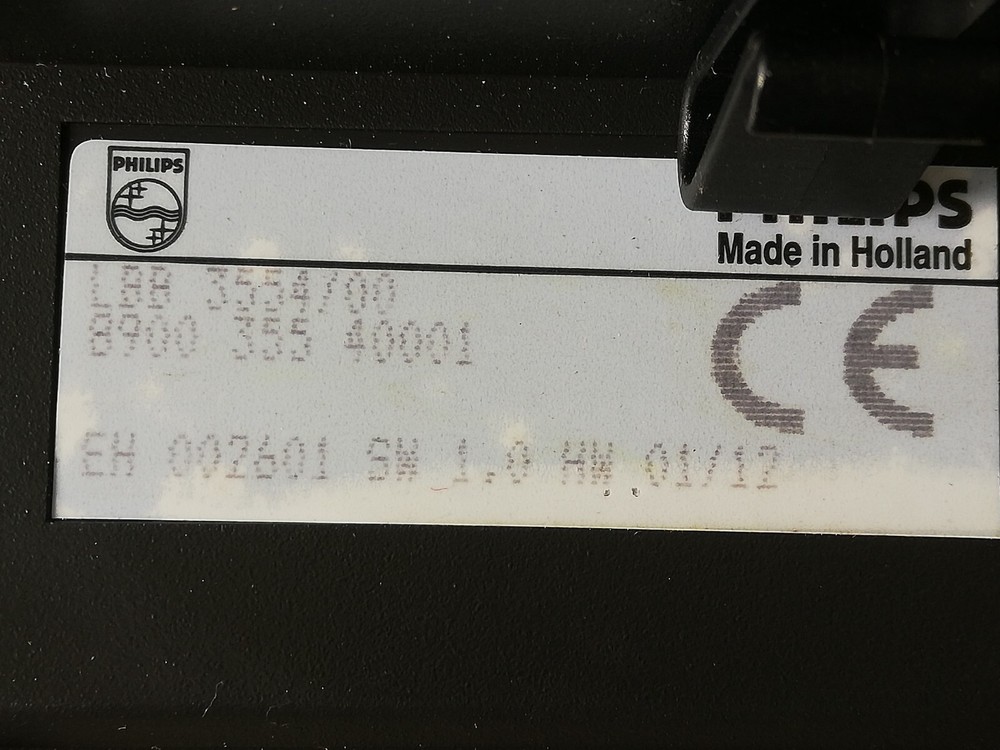 PHILIPS
PHILIPS
Made in Holland
LBB 3554/00
8900 355 40001
CE
EH 002601 SW 1.0 HW 01/12